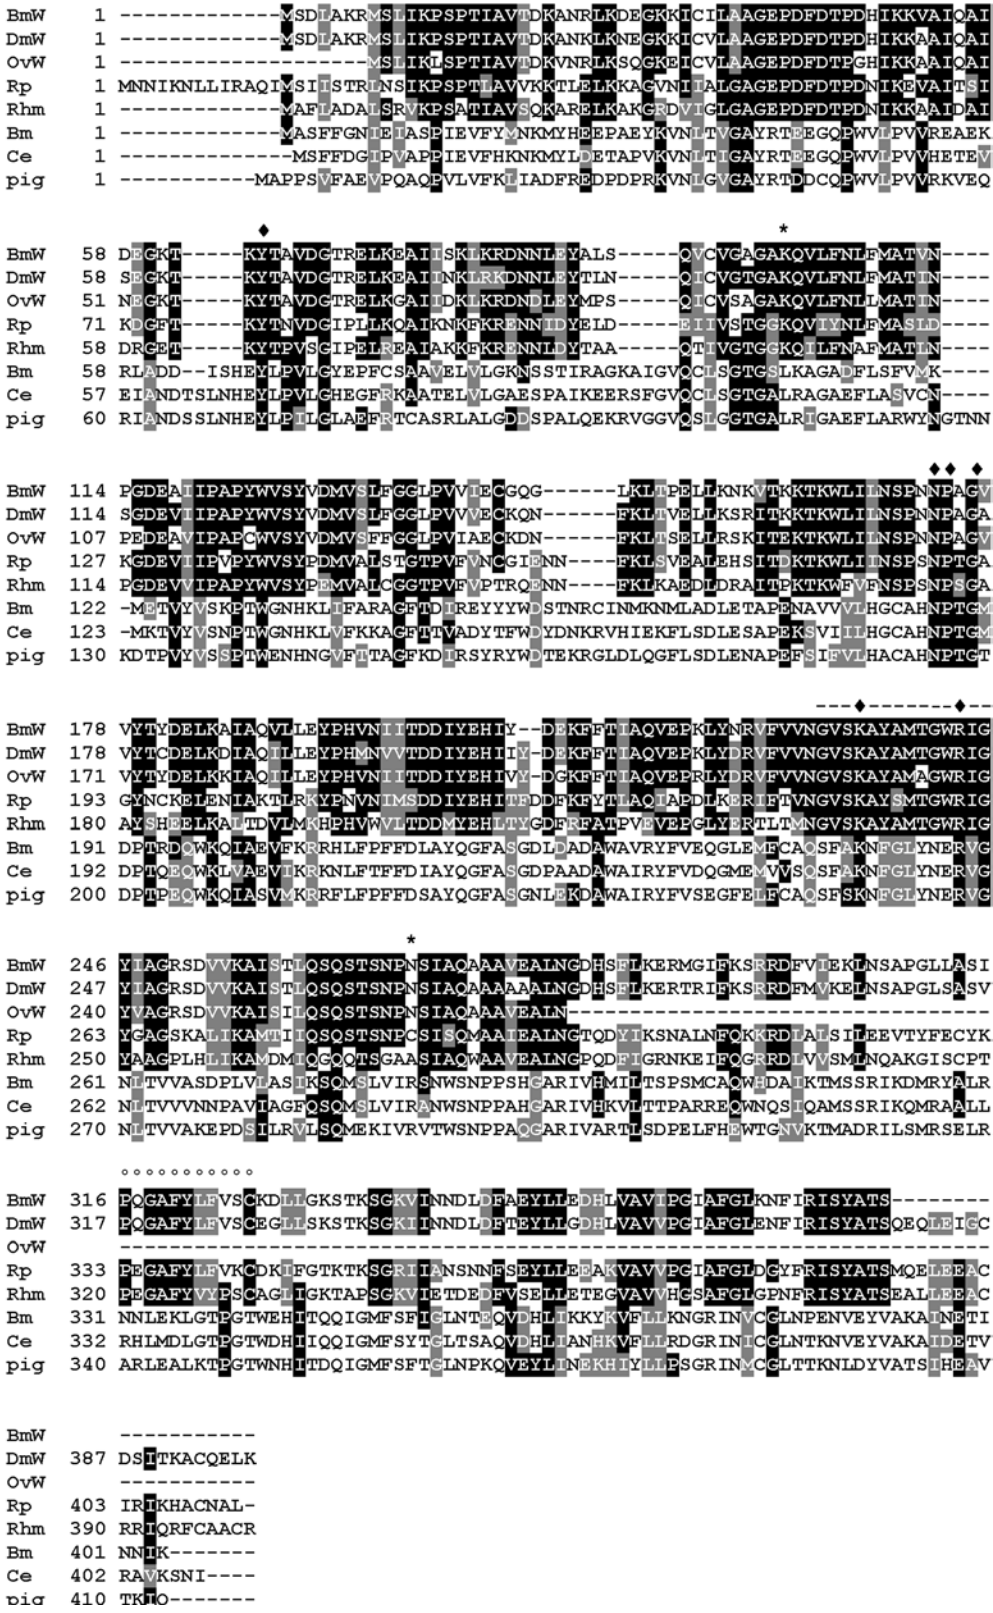 BmW 1 -------------MSDLAKRMSLIKPSPTIAVTDKANRLKDEGKKICILAAGEPDFDTPDHIKKVAIQAI
DmW 1 -------------MSDLAKRMSLIKPSPTIAVTDKANKLKNEGKKICVLAAGEPDFDTPDHIKKAAIQAI
OvW 1 --------------------MSLIKLSPTIAVTDKVNRLKSQGKEICVLAAGEPDFDTPGHIKKAAIQAI
Rp 1 MNNIKNLLIRAQIMSIISTRLNSIKPSPTLAVVKKTLELKKAGVNIIALGAGEPDFDTPDNIKEVAITSI
Rhm 1 -------------MAFLADALSRVKPSATIAVSQKARELKAKGRDVIGLGAGEPDFDTPDNIKKAAIDAI
Bm 1 -------------MASFFGNIEIASPIEVFYMNKMYHEEPAEYKVNLTVGAYRTEEGQPWVLPVVREAEK
Ce 1 --------------MSFFDGIPVAPPIEVFHKNKMYLDETAPVKVNLTIGAYRTEEGQPWVLPVVHETEV
pig 1 -----------MAPPSVFAEVPQAQPVLVFKLIADFREDPDPRKVNLGVGAYRTDDCQPWVLPVVRKVEQ
♦ *
BmW 58 DEGKT-----KYTAVDGTRELKEAIISKLKRDNNLEYALS-----QVCVGAGAKQVLFNLFMATVN----
DmW 58 SEGKT-----KYTAVDGTRELKEAIINKLRKDNNLEYTLN-----QICVGTGAKQVLFNLFMATIN----
OvW 51 NEGKT-----KYTAVDGTRELKGAIIDKLKRDNDLEYMPS-----QICVSAGAKQVLFNLLMATIN----
Rp 71 KDGFT-----KYTNVDGIPLLKQAIKNKFKRENNIDYELD-----EIIVSTGGKQVIYNLFMASLD----
Rhm 58 DRGET-----KYTPVSGIPELREAIAKKFKRENNLDYTAA-----QTIVGTGGKQILFNAFMATLN----
Bm 58 RLADD--ISHEYLPVLGYEPFCSAAVELVLGKNSSTIRAGKAIGVQCLSGTGSLKAGADFLSFVMK----
Ce 57 EIANDTSLNHEYLPVLGHEGFRKAATELVLGAESPAIKEERSFGVQCLSGTGALRAGAEFLASVCN----
pig 60 RIANDSSLNHEYLPILGLAEFRTCASRLALGDDSPALQEKRVGGVQSLGGTGALRIGAEFLARWYNGTNN
♦♦ ♦
BmW 114 PGDEAIIPAPYWVSYVDMVSLFGGLPVVIECGQG------LKLTPELLKNKVTKKTKWLILNSPNNPAGV
DmW 114 SGDEVIIPAPYWVSYVDMVSLFGGLPVVVECKQN------FKLTVELLKSRITKKTKWLILNSPNNPAGA
OvW 107 PEDEAVIPAPCWVSYVDMVSFFGGLPVIAECKDN------FKLTSELLRSKITEKTKWLILNSPNNPAGV
Rp 127 KGDEVIIPVPYWVSYPDMVALSTGTPVFVNCGIENN----FKLSVEALEHSITDKTKWLIINSPSNPTGA
Rhm 114 PGDEVVIPAPYWVSYPEMVALCGGTPVFVPTRQENN----FKLKAEDLDRAITPKTKWFVFNSPSNPSGA
Bm 122 -METVYVSKPTWGNHKLIFARAGFTDIREYYYWDSTNRCINMKNMLADLETAPENAVVVLHGCAHNPTGM
Ce 123 -MKTVYVSNPTWGNHKLVFKKAGFTTVADYTFWDYDNKRVHIEKFLSDLESAPEKSVIILHGCAHNPTGM
pig 130 KDTPVYVSSPTWENHNGVFTTAGFKDIRSYRYWDTEKRGLDLQGFLSDLENAPEFSIFVLHACAHNPTGT
---♦-------♦--
BmW 178 VYTYDELKAIAQVLLEYPHVNIITDDIYEHIY--DEKFFTIAQVEPKLYNRVFVVNGVSKAYAMTGWRIG
DmW 178 VYTCDELKDIAQILLEYPHMNVVTDDIYEHIIY-DEKFFTIAQVEPKLYDRVFVVNGVSKAYAMTGWRIG
OvW 171 VYTYDELKKIAQILLEYPHVNIITDDIYEHIVY-DGKFFTIAQVEPRLYDRVFVVNGVSKAYAMAGWRIG
Rp 193 GYNCKELENIAKTLRKYPNVNIMSDDIYEHITFDDFKFYTLAQIAPDLKERIFTVNGVSKAYSMTGWRIG
Rhm 180 AYSHEELKALTDVLMKHPHVWVLTDDMYEHLTYGDFRFATPVEVEPGLYERTLTMNGVSKAYAMTGWRIG
Bm 191 DPTRDQWKQIAEVFKRRHLFPFFDLAYQGFASGDLDADAWAVRYFVEQGLEMFCAQSFAKNFGLYNERVG
Ce 192 DPTQEQWKLVAEVIKRKNLFTFFDIAYQGFASGDPAADAWAIRYFVDQGMEMVVSQSFAKNFGLYNERVG
pig 200 DPTPEQWKQIASVMKRRFLFPFFDSAYQGFASGNLEKDAWAIRYFVSEGFELFCAQSFSKNFGLYNERVG
*
BmW 246 YIAGRSDVVKAISTLQSQSTSNPNSIAQAAAVEALNGDHSFLKERMGIFKSRRDFVIEKLNSAPGLLASI
DmW 247 YIAGRSDVVKAISTLQSQSTSNPNSIAQAAAAAALNGDHSFLKERTRIFKSRRDFMVKELNSAPGLSASV
OvW 240 YVAGRSDVVKAISILQSQSTSNPNSIAQAAAVEALN----------------------------------
Rp 263 YGAGSKALIKAMTIIQSQSTSNPCSISQMAAIEALNGTQDYIKSNALNFQKKRDLALSILEEVTYFECYK
Rhm 250 YAAGPLHLIKAMDMIQGQQTSGAASIAQWAAVEALNGPQDFIGRNKEIFQGRRDLVVSMLNQAKGISCPT
Bm 261 NLTVVASDPLVLASIKSQMSLVIRSNWSNPPSHGARIVHMILTSPSMCAQWHDAIKTMSSRIKDMRYALR
Ce 262 NLTVVVNNPAVIAGFQSQMSLVIRANWSNPPAHGARIVHKVLTTPARREQWNQSIQAMSSRIKQMRAALL
pig 270 NLTVVAKEPDSILRVLSQMEKIVRVTWSNPPAQGARIVARTLSDPELFHEWTGNVKTMADRILSMRSELR
ooooooooooo
BmW 316 PQGAFYLFVSCKDLLGKSTKSGKVINNDLDFAEYLLEDHLVAVIPGIAFGLKNFIRISYATS--------
DmW 317 PQGAFYLFVSCEGLLSKSTKSGKIINNDLDFTEYLLGDHLVAVVPGIAFGLENFIRISYATSQEQLEIGC
OvW ----------------------------------------------------------------------
Rp 333 PEGAFYLFVKCDKIFGTKTKSGRIIANSNNFSEYLLEEAKVAVVPGIAFGLDGYFRISYATSMQELEEAC
Rhm 320 PEGAFYVYPSCAGLIGKTAPSGKVIETDEDFVSELLETEGVAVVHGSAFGLGPNFRISYATSEALLEEAC
Bm 331 NNLEKLGTPGTWEHITQQIGMFSFIGLNTEQVDHLIKKYKVFLLKNGRINVCGLNPENVEYVAKAINETI
Ce 332 RHLMDLGTPGTWDHIIQQIGMFSYTGLTSAQVDHLIANHKVFLLRDGRINICGLNTKNVEYVAKAIDETV
pig 340 ARLEALKTPGTWNHITDQIGMFSFTGLNPKQVEYLINEKHIYLLPSGRINMCGLTTKNLDYVATSIHEAV
BmW -----------
DmW 387 DSITKACQELK
OvW -----------
Rp 403 IRIKHACNAL-
Rhm 390 RRIQRFCAACR
Bm 401 NNIK-------
Ce 402 RAVKSNI----
pig 410 TKIQ-------